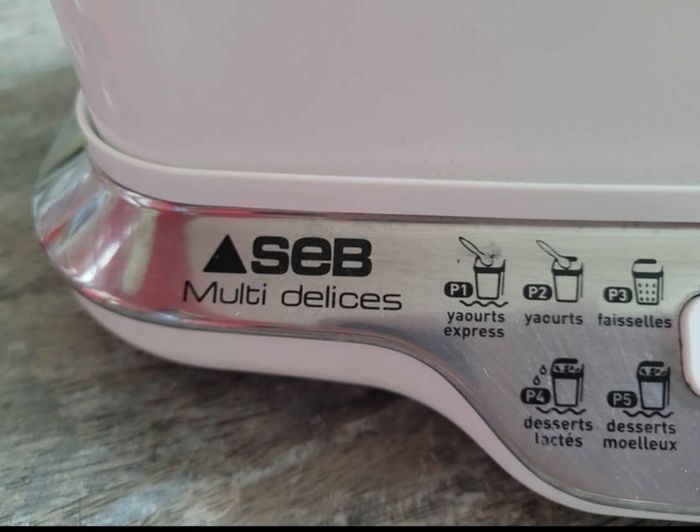 SEB
Multi delices
P1
yaourts
express
P2
yaourts
P3
faisselles
P4
desserts
lactés
P5
desserts
moelleux